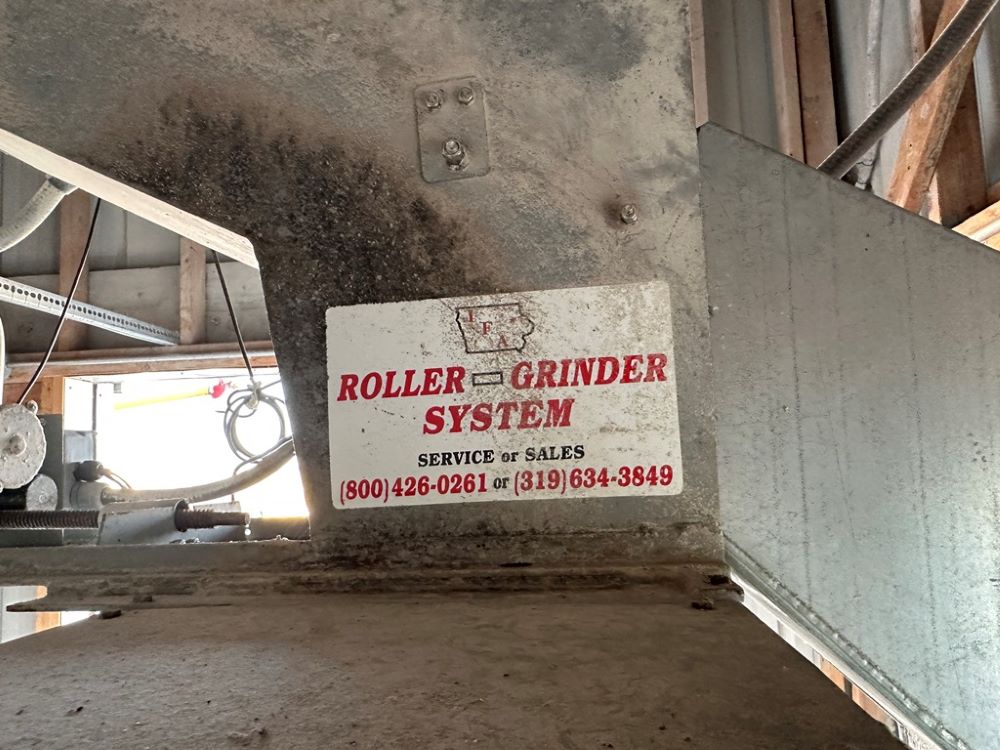 I F A
ROLLER - GRINDER
SYSTEM
SERVICE or SALES
(800)426-0261 or (319)634-3849